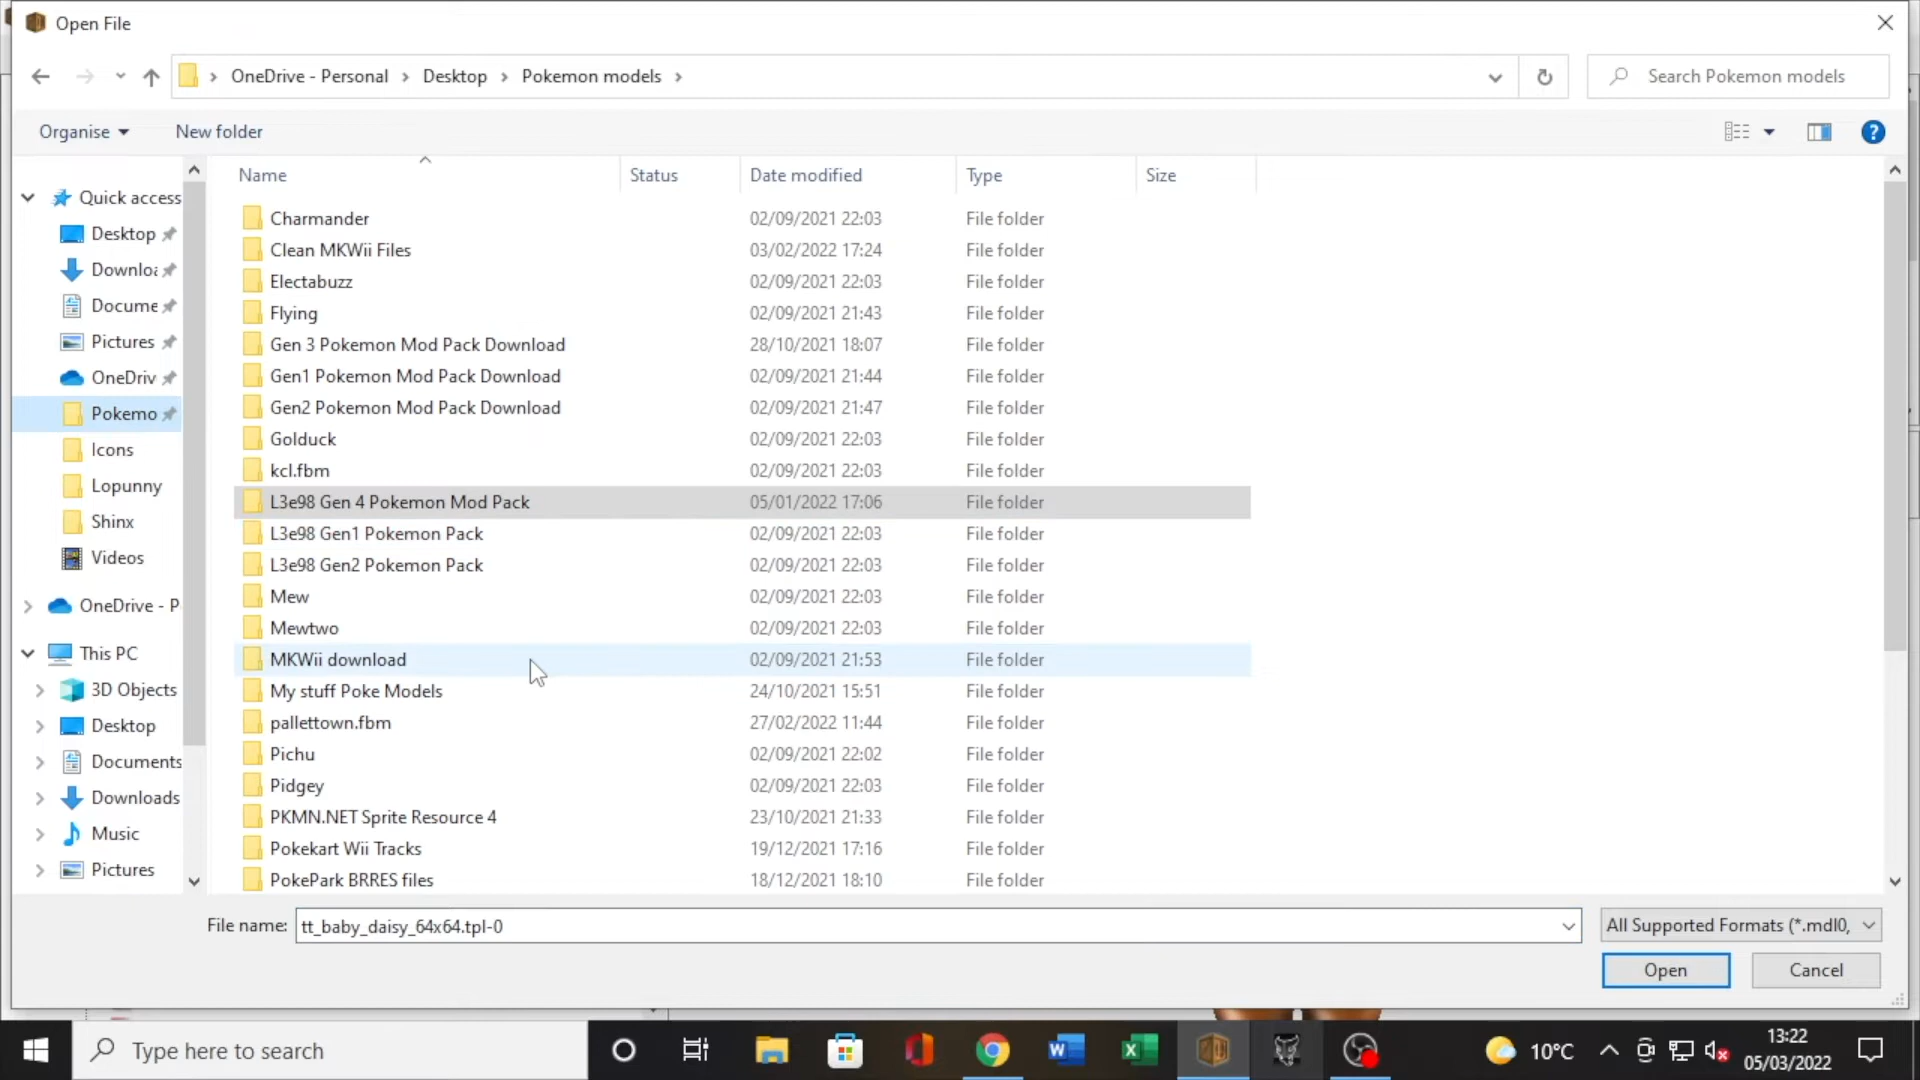 Open File
OneDrive - Personal > Desktop > Pokemon models >
Search Pokemon models
Organise
New folder
Name Status Date modified Type Size
Quick access
Desktop
Downloa
Docume
Pictures
OneDriv
Pokemo
Icons
Lopunny
Shinx
Videos
OneDrive - P
This PC
3D Objects
Desktop
Documents
Downloads
Music
Pictures
Charmander 02/09/2021 22:03 File folder
Clean MKWii Files 03/02/2022 17:24 File folder
Electabuzz 02/09/2021 22:03 File folder
Flying 02/09/2021 21:43 File folder
Gen 3 Pokemon Mod Pack Download 28/10/2021 18:07 File folder
Gen1 Pokemon Mod Pack Download 02/09/2021 21:44 File folder
Gen2 Pokemon Mod Pack Download 02/09/2021 21:47 File folder
Golduck 02/09/2021 22:03 File folder
kcl.fbm 02/09/2021 22:03 File folder
L3e98 Gen 4 Pokemon Mod Pack 05/01/2022 17:06 File folder
L3e98 Gen1 Pokemon Pack 02/09/2021 22:03 File folder
L3e98 Gen2 Pokemon Pack 02/09/2021 22:03 File folder
Mew 02/09/2021 22:03 File folder
Mewtwo 02/09/2021 22:03 File folder
MKWii download 02/09/2021 21:53 File folder
My stuff Poke Models 24/10/2021 15:51 File folder
pallettown.fbm 27/02/2022 11:44 File folder
Pichu 02/09/2021 22:02 File folder
Pidgey 02/09/2021 22:03 File folder
PKMN.NET Sprite Resource 4 23/10/2021 21:33 File folder
Pokekart Wii Tracks 19/12/2021 17:16 File folder
PokePark BRRES files 18/12/2021 18:10 File folder
File name: tt_baby_daisy_64x64.tpl-0
All Supported Formats (*.mdl0,
Open
Cancel
Type here to search
10°C
13:22
05/03/2022